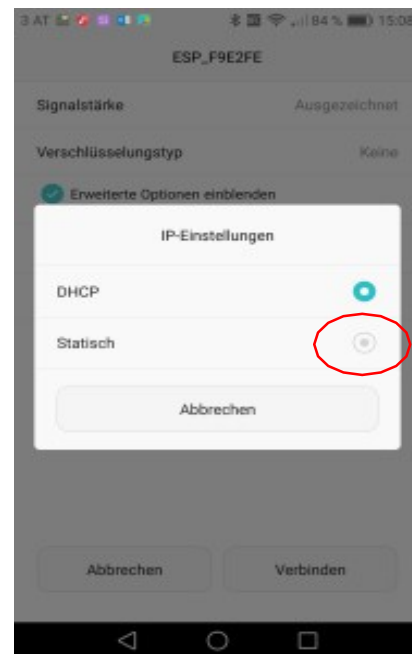 3 AT 84 % 15:08
ESP_F9E2FE
Signalstärke Ausgezeichnet
Verschlüsselungstyp Keine
Erweiterte Optionen einblenden
IP-Einstellungen
DHCP
Statisch
Abbrechen
Abbrechen Verbinden